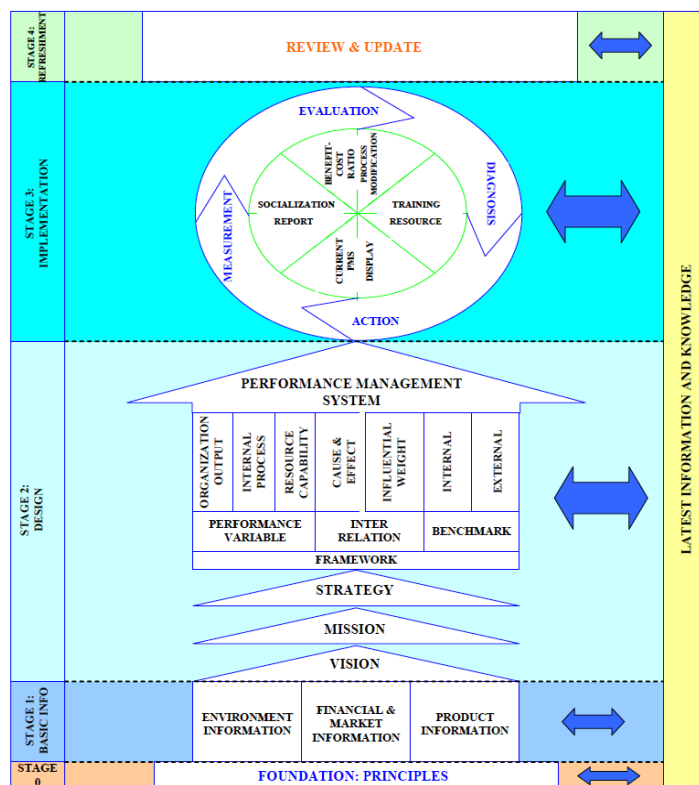 STAGE 4:
REFRESHMENT
REVIEW & UPDATE
STAGE 3:
IMPLEMENTATION
EVALUATION
DIAGNOSIS
ACTION
MEASUREMENT
BENEFIT-
COST
RATIO
PROCESS
MODIFICATION
SOCIALIZATION
REPORT
TRAINING
RESOURCE
CURRENT
PMS
DISPLAY
LATEST INFORMATION AND KNOWLEDGE
STAGE 2:
DESIGN
PERFORMANCE MANAGEMENT
SYSTEM
ORGANIZATION
OUTPUT
INTERNAL
PROCESS
RESOURCE
CAPABILITY
CAUSE &
EFFECT
INFLUENTIAL
WEIGHT
INTERNAL
EXTERNAL
PERFORMANCE
VARIABLE
INTER
RELATION
BENCHMARK
FRAMEWORK
STRATEGY
MISSION
VISION
STAGE 1:
BASIC INFO
ENVIRONMENT
INFORMATION
FINANCIAL &
MARKET
INFORMATION
PRODUCT
INFORMATION
STAGE
0
FOUNDATION: PRINCIPLES